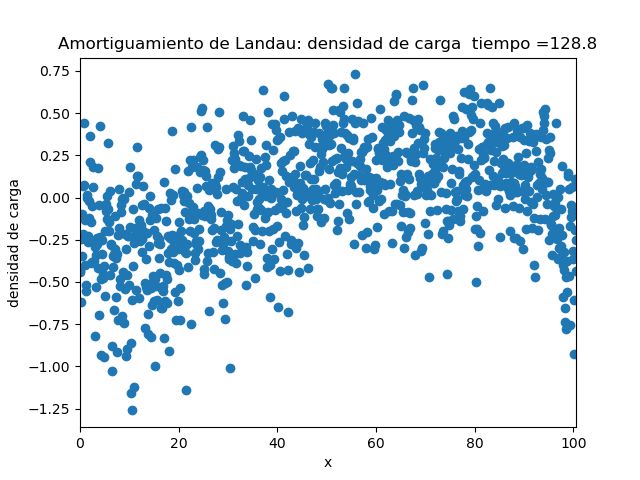 Amortiguamiento de Landau: densidad de carga  tiempo =128.8
0.75
0.50
0.25
0.00
−0.25
−0.50
−0.75
−1.00
−1.25
densidad de carga
0 20 40 60 80 100
x